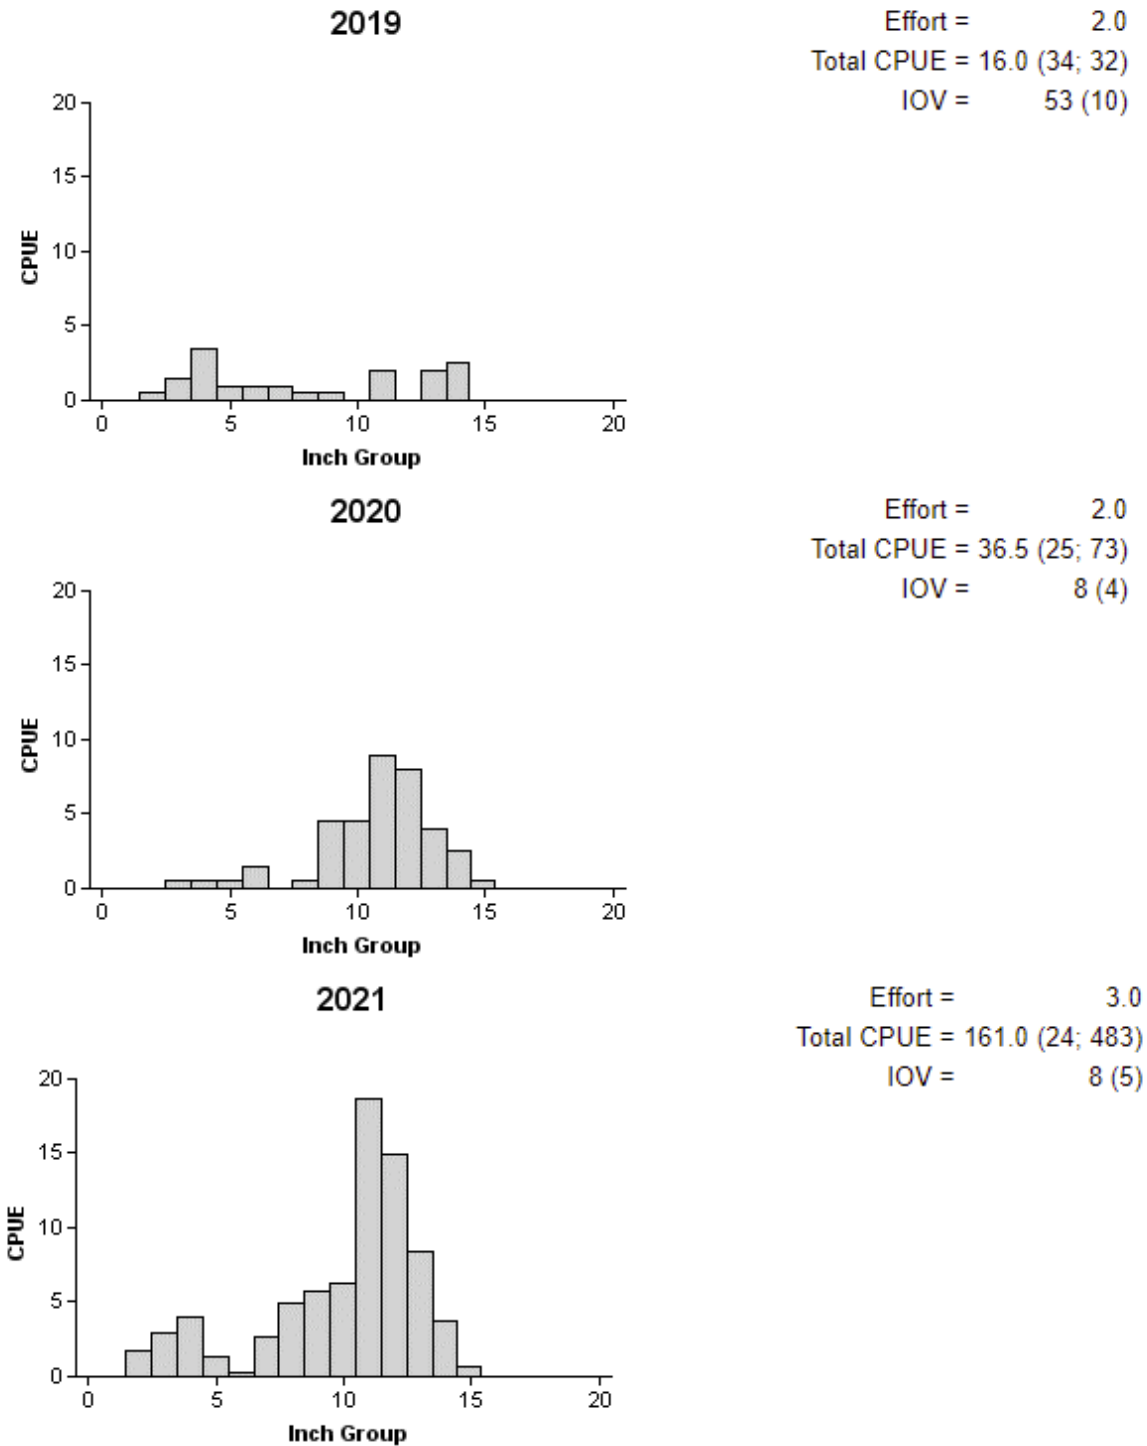 2019
Effort = 2.0
Total CPUE = 16.0 (34; 32)
IOV = 53 (10)
20
15
10
5
0
CPUE
0 5 10 15 20
Inch Group
2020
Effort = 2.0
Total CPUE = 36.5 (25; 73)
IOV = 8 (4)
20
15
10
5
0
CPUE
0 5 10 15 20
Inch Group
2021
Effort = 3.0
Total CPUE = 161.0 (24; 483)
IOV = 8 (5)
20
15
10
5
0
CPUE
0 5 10 15 20
Inch Group